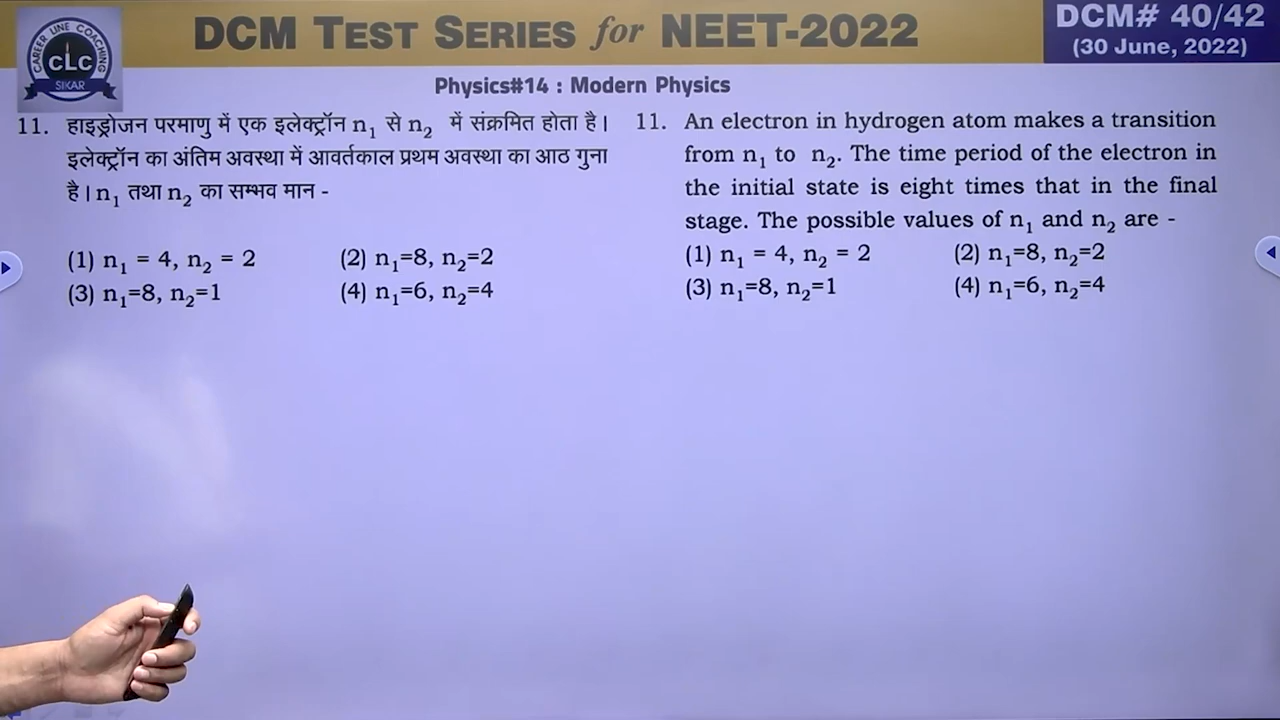 CAREER LINE COACHING
CLC
SIKAR
DCM TEST SERIES for NEET-2022
DCM# 40/42
(30 June, 2022)
Physics#14 : Modern Physics
11. हाइड्रोजन परमाणु में एक इलेक्ट्रॉन n₁ से n₂ में संक्रमित होता है।
इलेक्ट्रॉन का अंतिम अवस्था में आवर्तकाल प्रथम अवस्था का आठ गुना
है। n₁ तथा n₂ का सम्भव मान -
(1) n₁ = 4, n₂ = 2 (2) n₁=8, n₂=2
(3) n₁=8, n₂=1 (4) n₁=6, n₂=4
11. An electron in hydrogen atom makes a transition
from n₁ to n₂. The time period of the electron in
the initial state is eight times that in the final
stage. The possible values of n₁ and n₂ are -
(1) n₁ = 4, n₂ = 2 (2) n₁=8, n₂=2
(3) n₁=8, n₂=1 (4) n₁=6, n₂=4